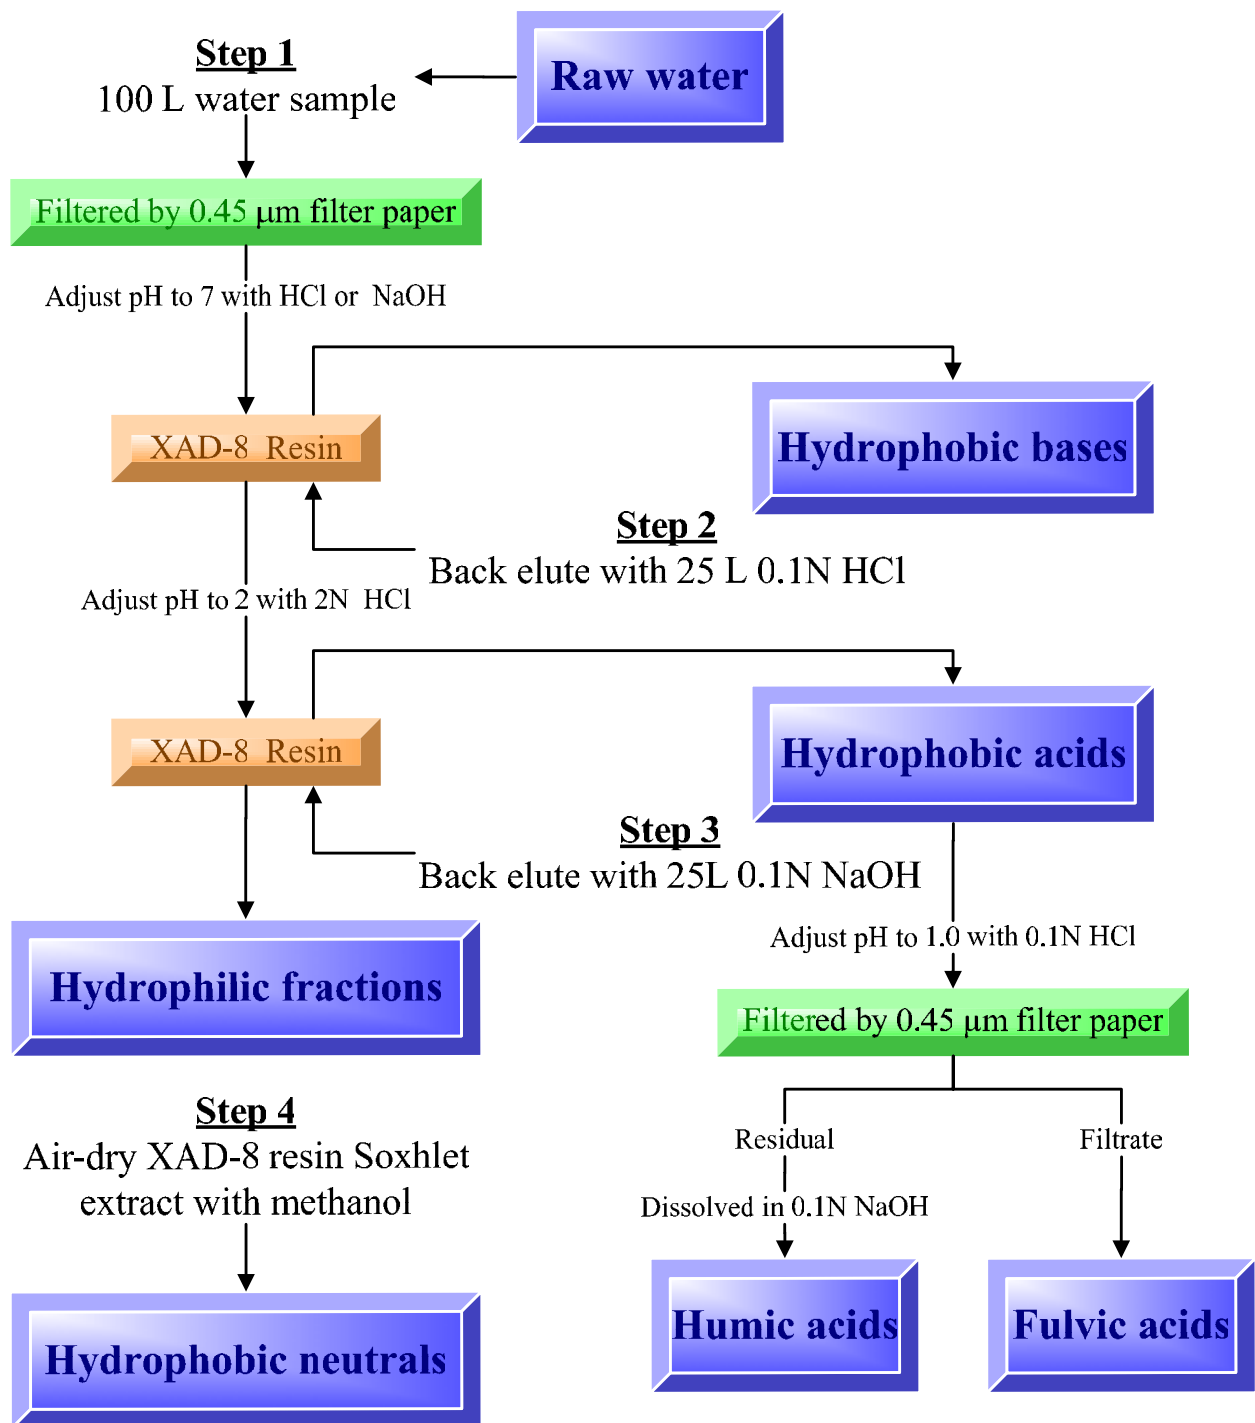 Step 1
100 L water sample
Raw water
Filtered by 0.45 μm filter paper
Adjust pH to 7 with HCl or NaOH
XAD-8 Resin
Hydrophobic bases
Step 2
Back elute with 25 L 0.1N HCl
Adjust pH to 2 with 2N HCl
XAD-8 Resin
Hydrophobic acids
Step 3
Back elute with 25L 0.1N NaOH
Hydrophilic fractions
Adjust pH to 1.0 with 0.1N HCl
Filtered by 0.45 μm filter paper
Step 4
Air-dry XAD-8 resin Soxhlet
extract with methanol
Hydrophobic neutrals
Residual
Filtrate
Dissolved in 0.1N NaOH
Humic acids
Fulvic acids